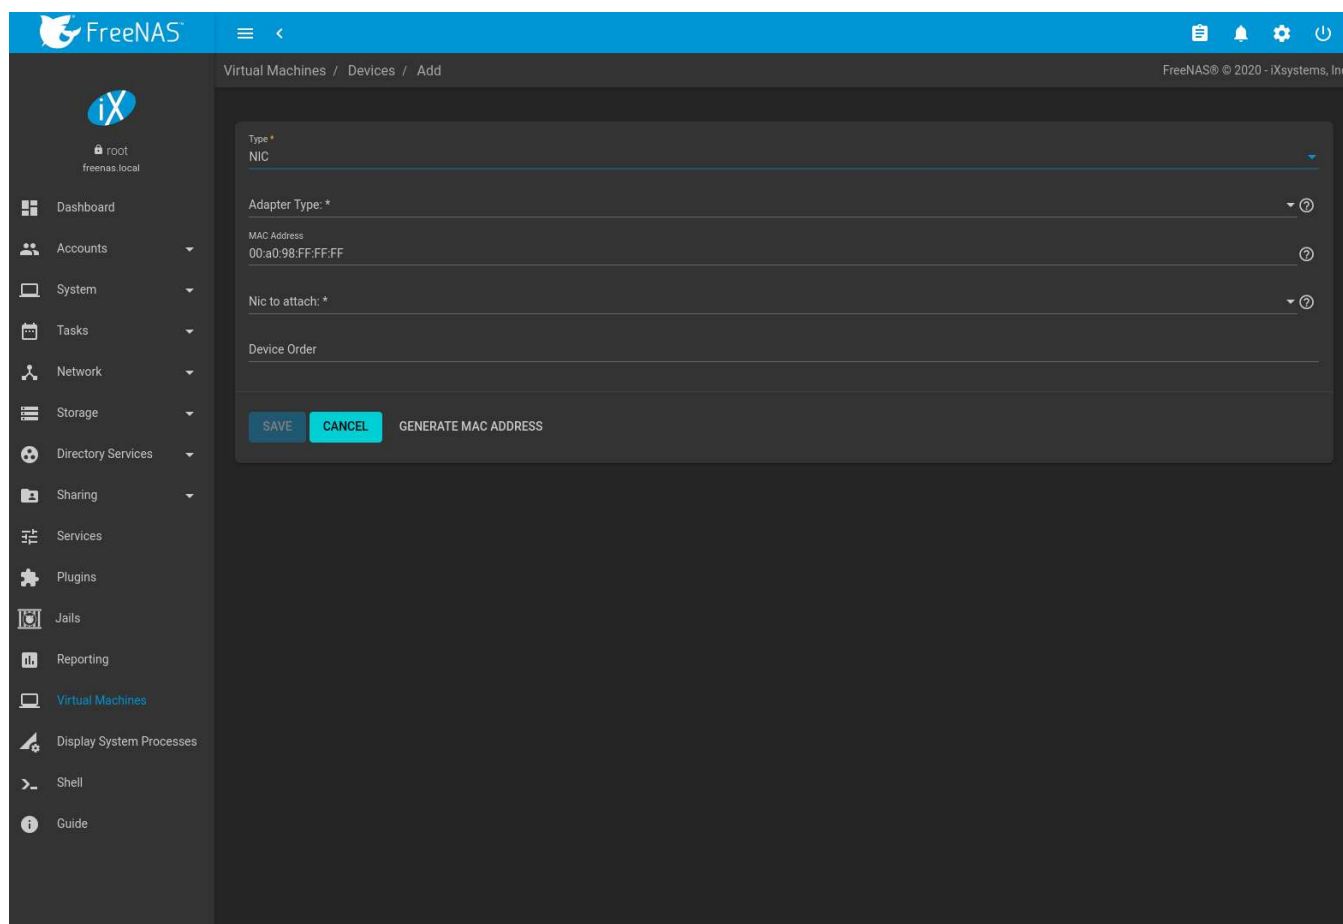 FreeNAS
Virtual Machines / Devices / Add
FreeNAS® © 2020 - iXsystems, Inc
iX
root
freenas.local
Dashboard
Accounts
System
Tasks
Network
Storage
Directory Services
Sharing
Services
Plugins
Jails
Reporting
Virtual Machines
Display System Processes
Shell
Guide
Type *
NIC
Adapter Type: *
MAC Address
00:a0:98:FF:FF:FF
Nic to attach: *
Device Order
SAVE CANCEL GENERATE MAC ADDRESS